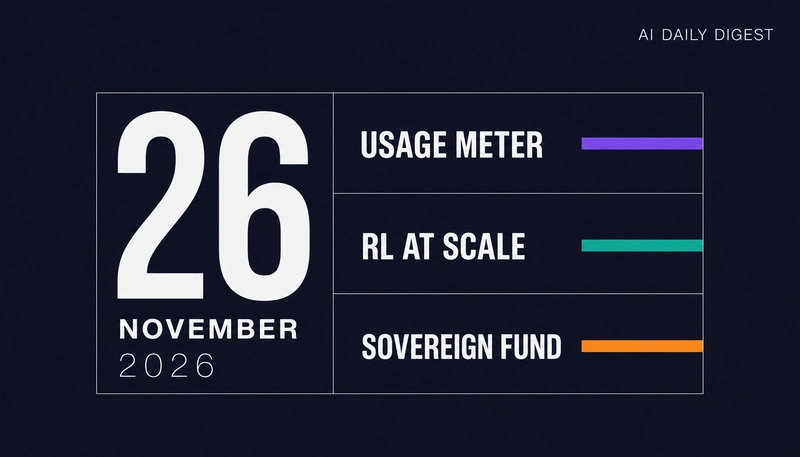 AI DAILY DIGEST
26
NOVEMBER
2026
USAGE METER
RL AT SCALE
SOVEREIGN FUND